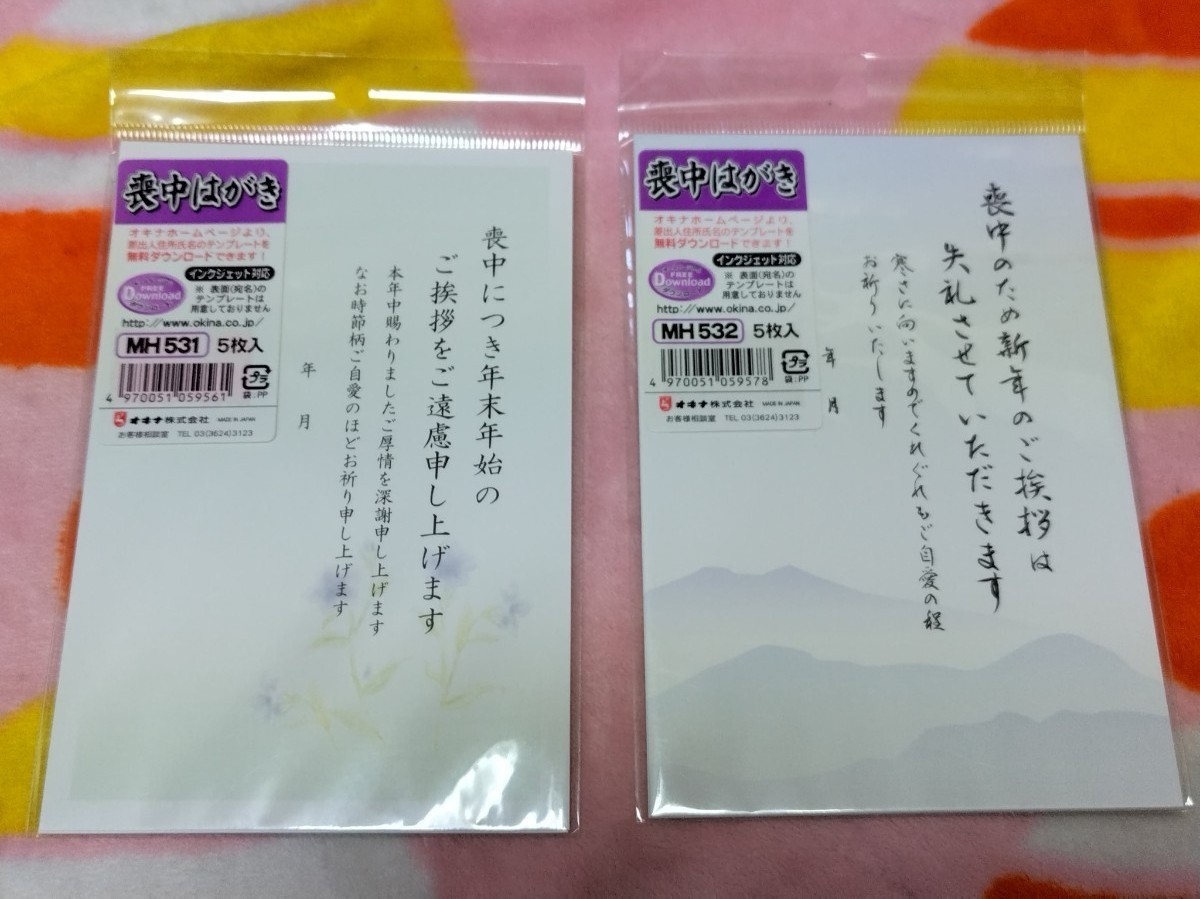 喪中はがき
オキナホームページより、
差出人住所氏名のテンプレートを
無料ダウンロードできます！
インクジェット対応
FREE
Download
※ 表面(宛名)の
テンプレートは
用意しておりません
http://www.okina.co.jp/
MH531 5枚入
4 970051 059561
プラ
袋:PP
オキナ株式会社 MADE IN JAPAN
お客様相談室 TEL 03(3624)3123
喪中につき年末年始の
ご挨拶をご遠慮申し上げます
本年中賜わりましたご厚情を深謝申し上げます
なお時節柄ご自愛のほどお祈り申し上げます
年 月
喪中はがき
オキナホームページより、
差出人住所氏名のテンプレートを
無料ダウンロードできます！
インクジェット対応
FREE
Download
※ 表面(宛名)の
テンプレートは
用意しておりません
http://www.okina.co.jp/
MH532 5枚入
4 970051 059578
プラ
袋:PP
オキナ株式会社 MADE IN JAPAN
お客様相談室 TEL 03(3624)3123
喪中のため新年のご挨拶は
失礼させていただきます
寒さに向いますのでくれぐれもご自愛の程
お祈りいたします
年 月